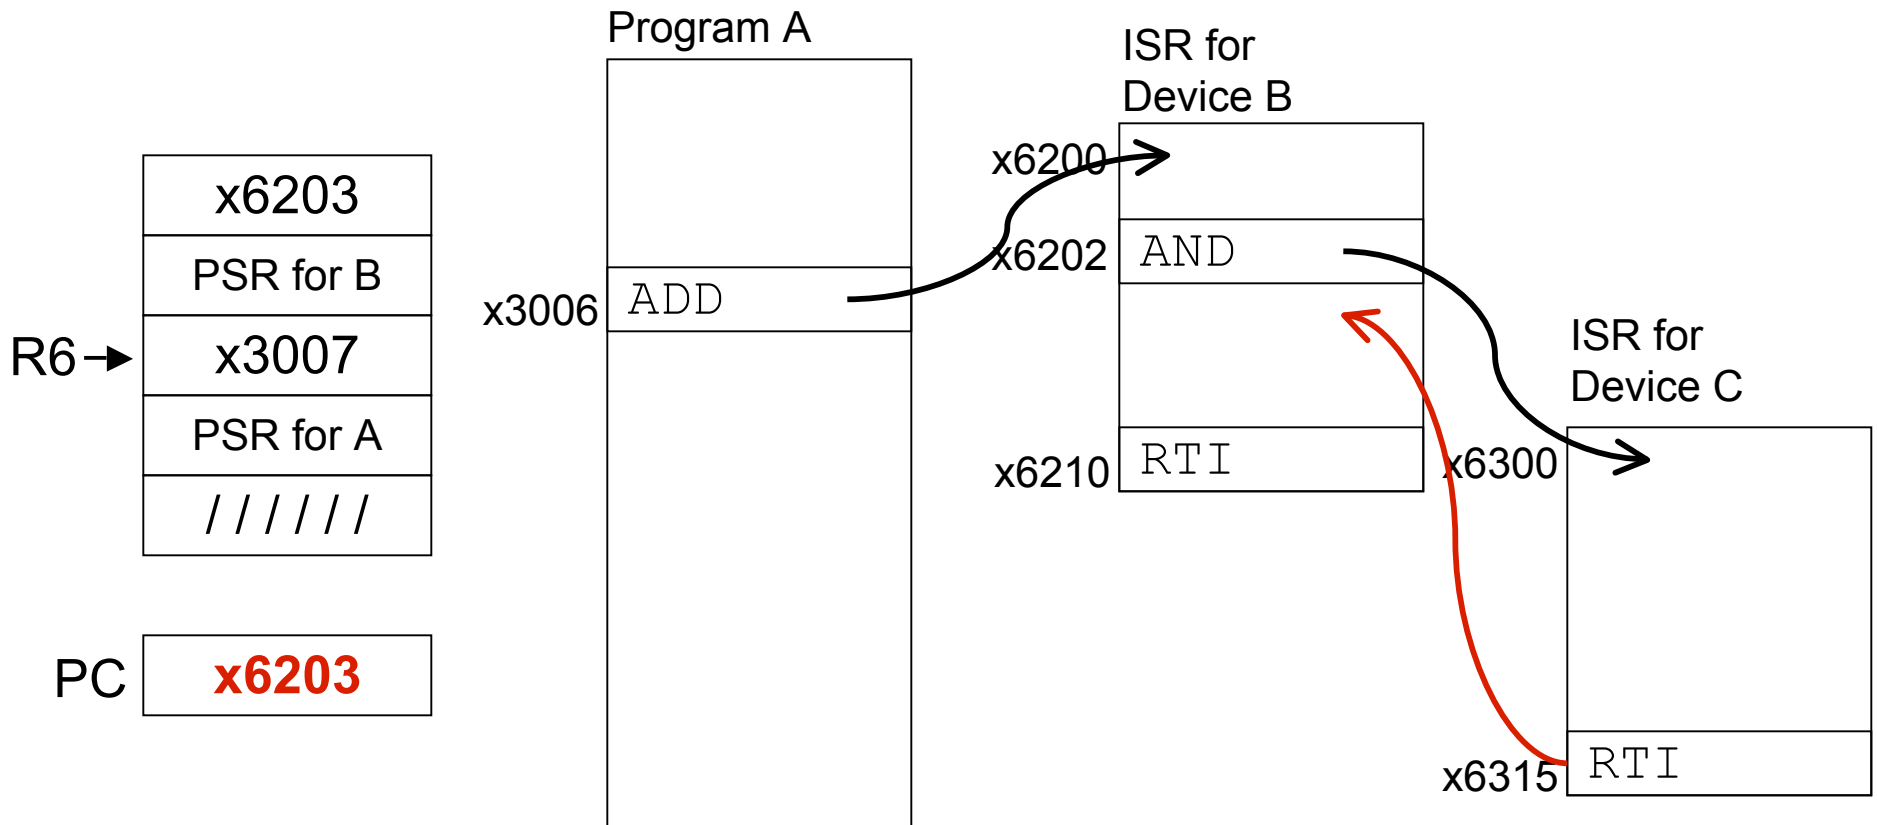 Program A
ISR for
Device B
x6200
x6203
x6202 AND
PSR for B
x3006 ADD
R6 x3007
ISR for
Device C
PSR for A
x6210 RTI
x6300
//////
PC x6203
x6315 RTI